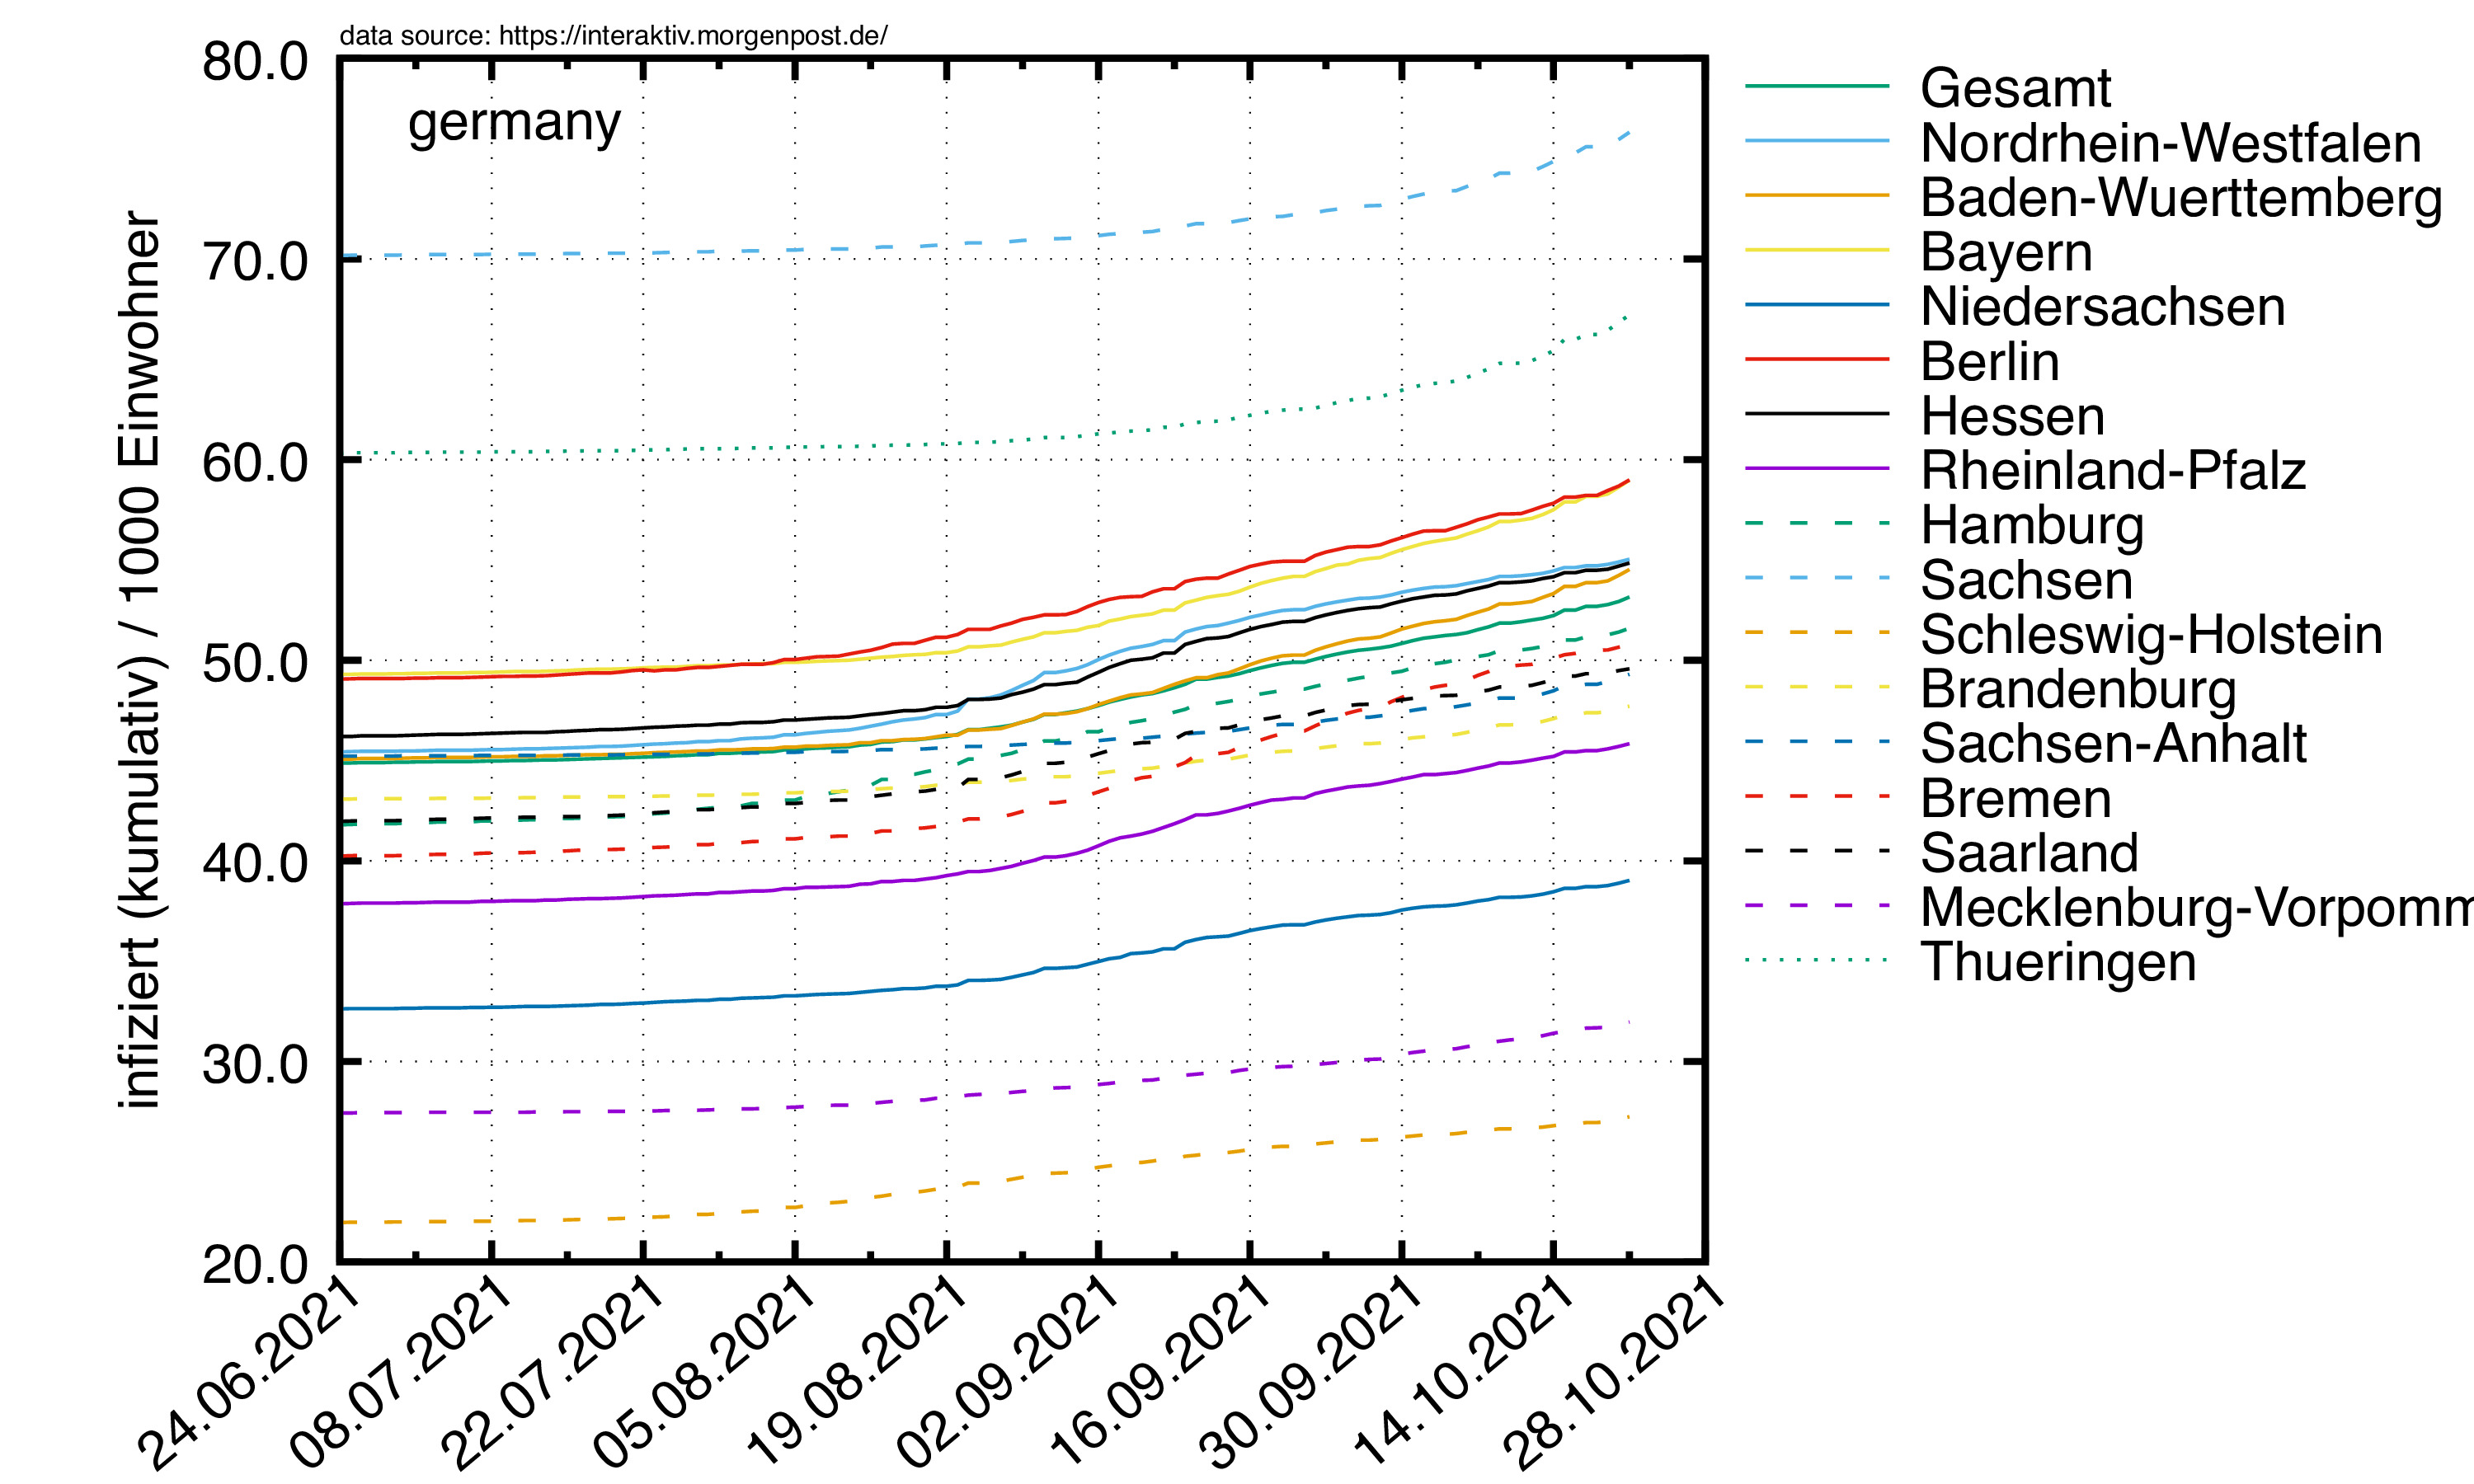 data source: https://interaktiv.morgenpost.de/
germany
infiziert (kumulativ) / 1000 Einwohner
80.0
70.0
60.0
50.0
40.0
30.0
20.0
24.06.2021
08.07.2021
22.07.2021
05.08.2021
19.08.2021
02.09.2021
16.09.2021
30.09.2021
14.10.2021
28.10.2021
Gesamt
Nordrhein-Westfalen
Baden-Wuerttemberg
Bayern
Niedersachsen
Berlin
Hessen
Rheinland-Pfalz
Hamburg
Sachsen
Schleswig-Holstein
Brandenburg
Sachsen-Anhalt
Bremen
Saarland
Mecklenburg-Vorpomm
Thueringen